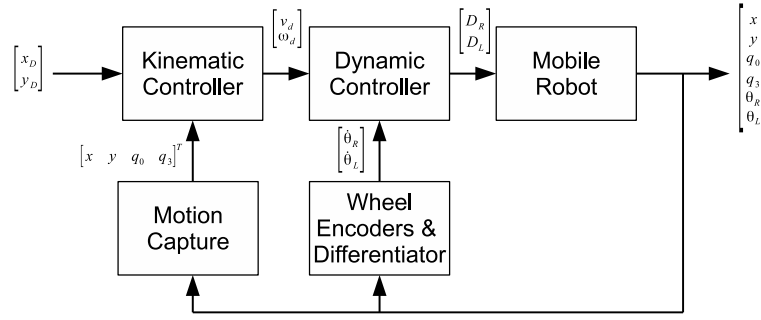 [x_D
y_D]
Kinematic
Controller
[v_d
ω_d]
Dynamic
Controller
[D_R
D_L]
Mobile
Robot
[x
y
q_0
q_3
θ_R
θ_L]
[x y q_0 q_3]^T
[θ̇_R
θ̇_L]
Motion
Capture
Wheel
Encoders &
Differentiator